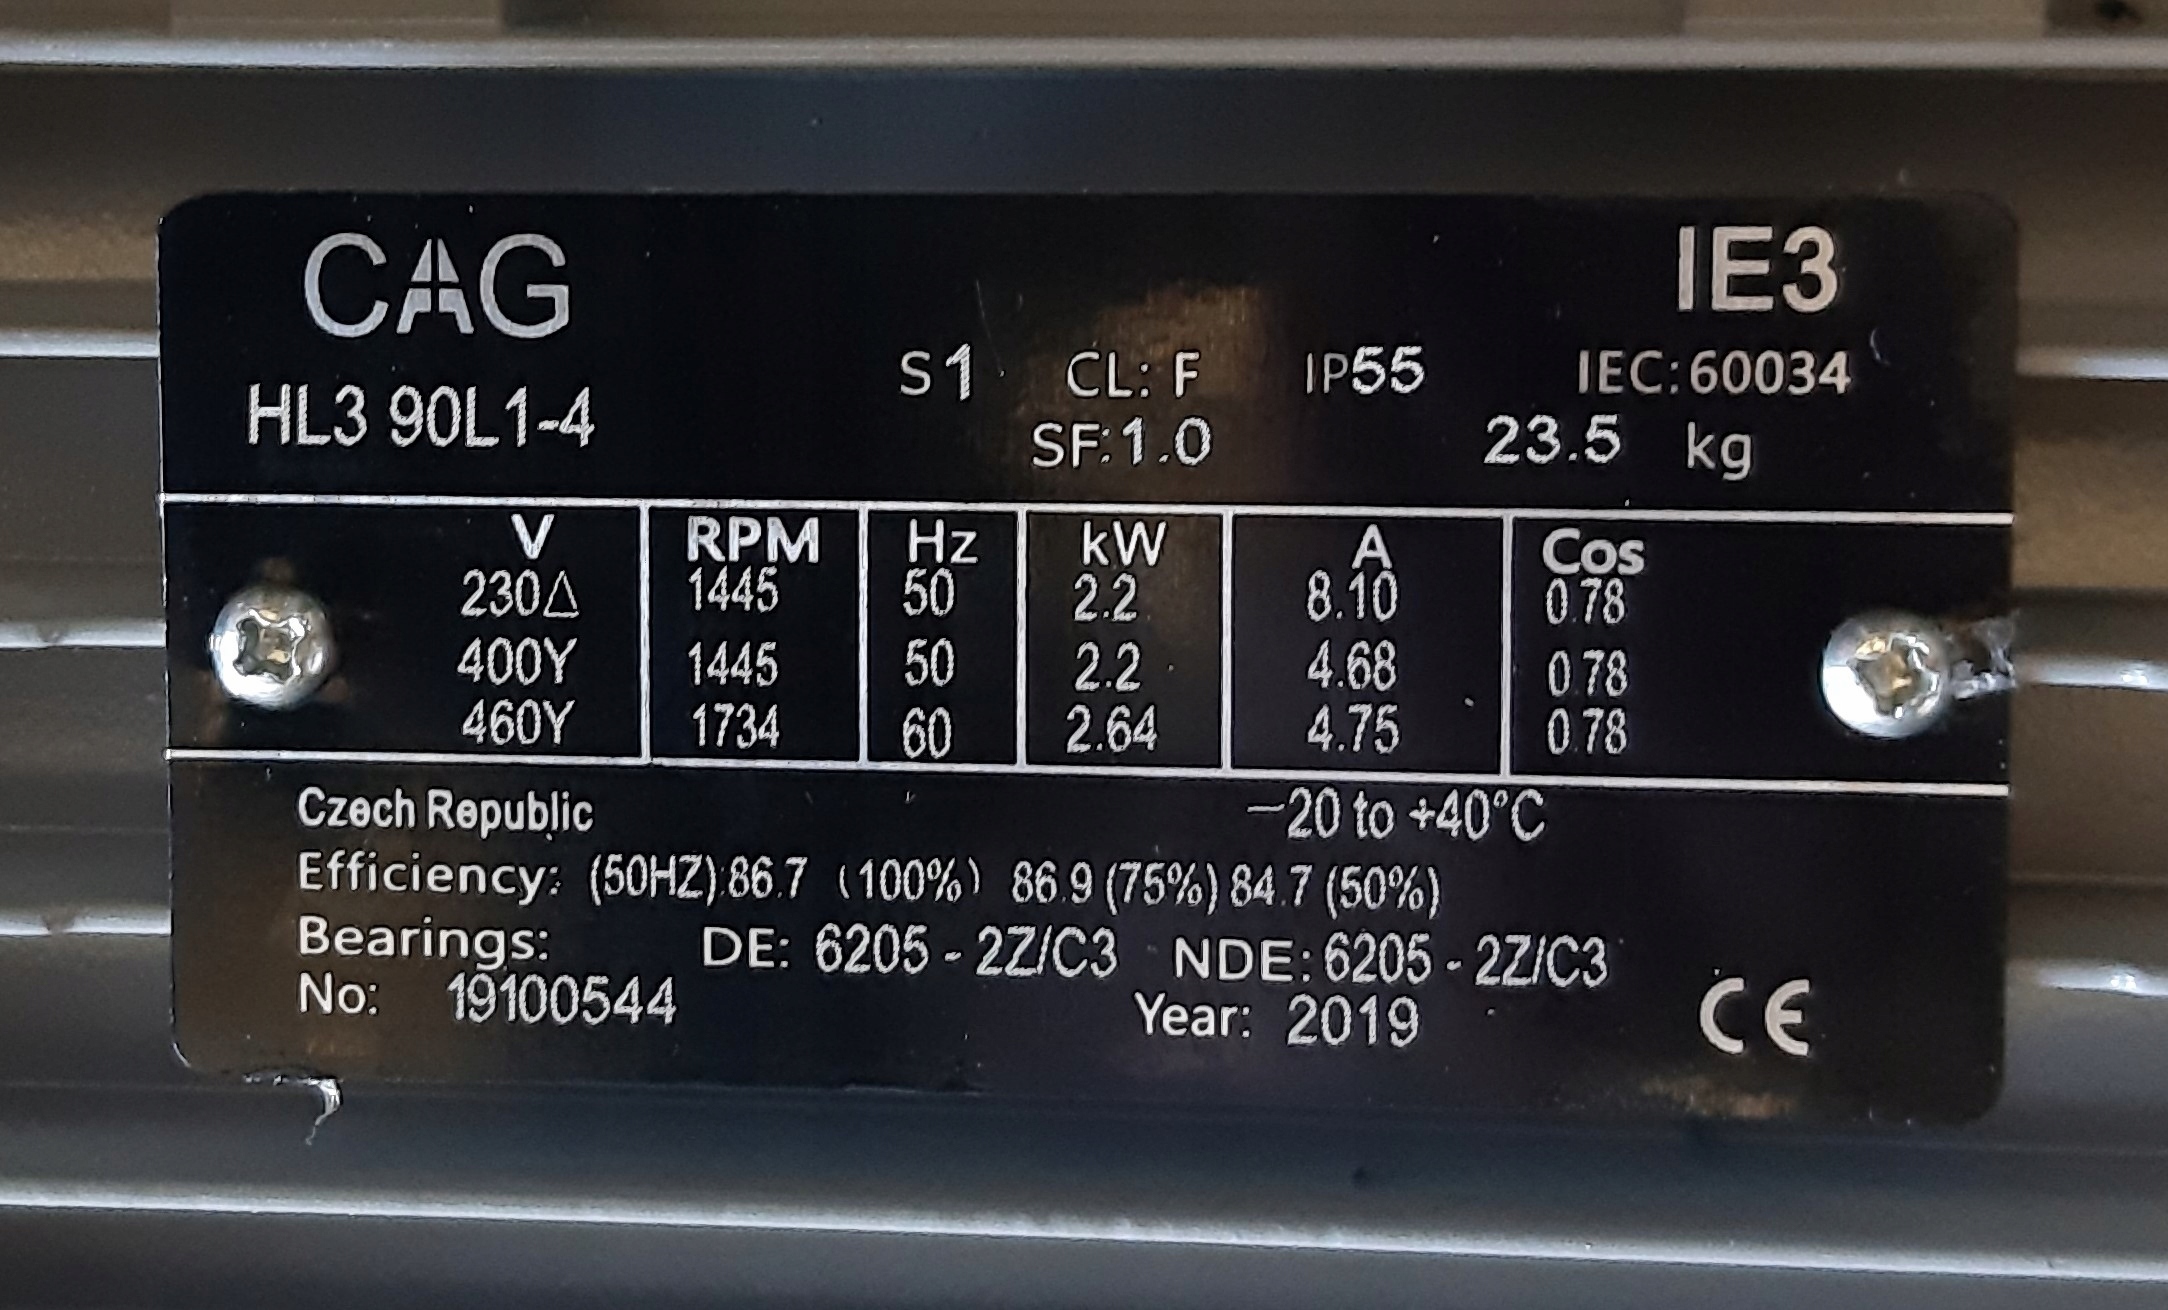 CAG IE3
HL3 90L1-4 S1 CL: F IP55 IEC:60034
SF:1.0 23.5 kg
V RPM Hz kW A Cos
230△ 1445 50 2.2 8.10 0.78
400Y 1445 50 2.2 4.68 0.78
460Y 1734 60 2.64 4.75 0.78
Czech Republic −20 to +40°C
Efficiency: (50HZ):86.7 (100%) 86.9 (75%) 84.7 (50%)
Bearings: DE: 6205 - 2Z/C3 NDE: 6205 - 2Z/C3
No: 19100544 Year: 2019 CE